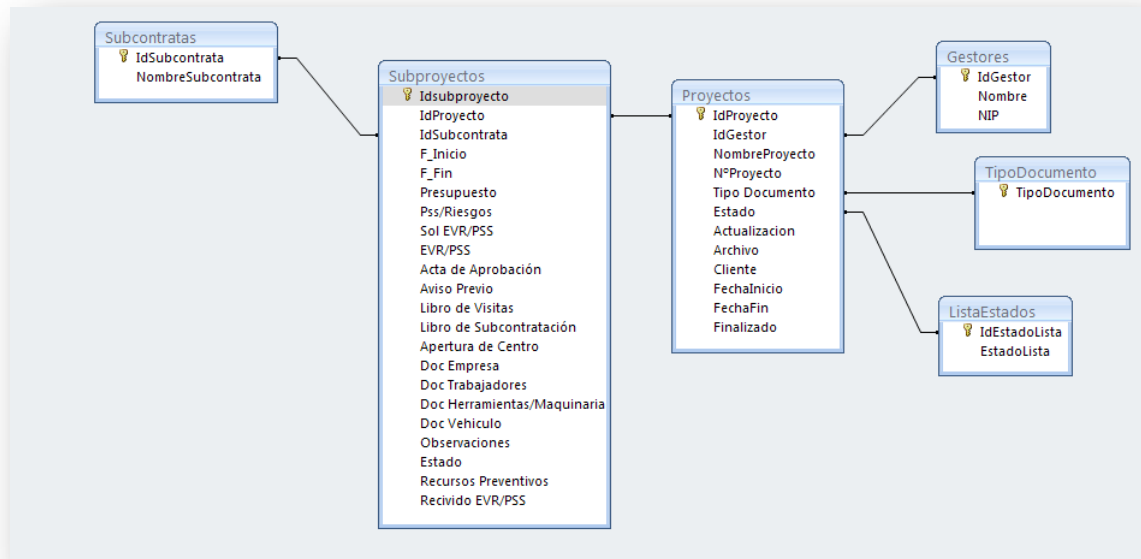 Subcontratas
IdSubcontrata
NombreSubcontrata
Subproyectos
Idsubproyecto
IdProyecto
IdSubcontrata
F_Inicio
F_Fin
Presupuesto
Pss/Riesgos
Sol EVR/PSS
EVR/PSS
Acta de Aprobación
Aviso Previo
Libro de Visitas
Libro de Subcontratación
Apertura de Centro
Doc Empresa
Doc Trabajadores
Doc Herramientas/Maquinaria
Doc Vehiculo
Observaciones
Estado
Recursos Preventivos
Recivido EVR/PSS
Proyectos
IdProyecto
IdGestor
NombreProyecto
NºProyecto
Tipo Documento
Estado
Actualizacion
Archivo
Cliente
FechaInicio
FechaFin
Finalizado
Gestores
IdGestor
Nombre
NIP
TipoDocumento
TipoDocumento
ListaEstados
IdEstadoLista
EstadoLista